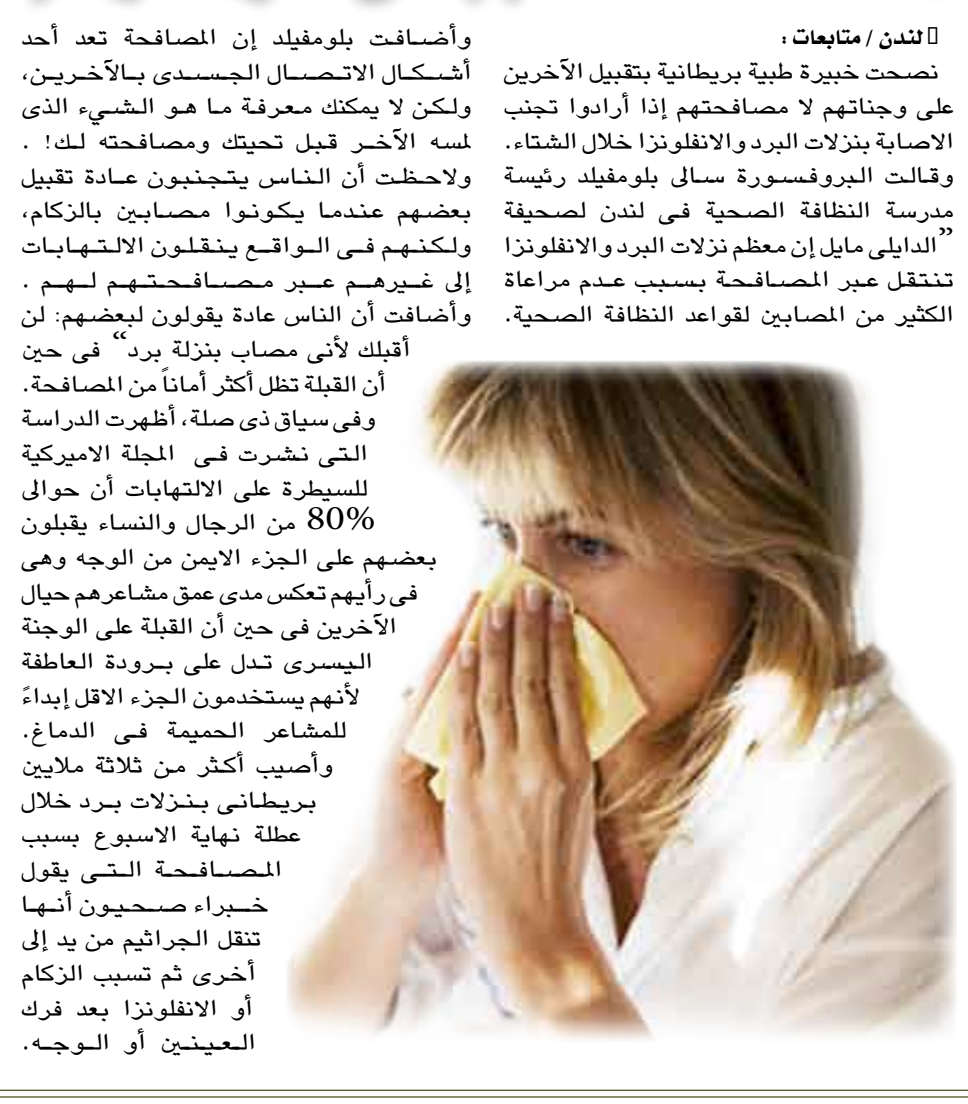 لندن / متابعات :
نصحت خبيرة طبية بريطانية بتقبيل الآخرين
على وجناتهم لا مصافحتهم إذا أرادوا تجنب
الاصابة بنزلات البرد والانفلونزا خلال الشتاء.
وقالت البروفسورة سالى بلومفيلد رئيسة
مدرسة النظافة الصحية فى لندن لصحيفة
”الدايلى مايل إن معظم نزلات البرد والانفلونزا
تنتقل عبر المصافحة بسبب عدم مراعاة
الكثير من المصابين لقواعد النظافة الصحية.
وأضافت بلومفيلد إن المصافحة تعد أحد
أشكال الاتصال الجسدى بالآخرين،
ولكن لا يمكنك معرفة ما هو الشيء الذى
لمسه الآخر قبل تحيتك ومصافحته لك! .
ولاحظت أن الناس يتجنبون عادة تقبيل
بعضهم عندما يكونوا مصابين بالزكام،
ولكنهم فى الواقع ينقلون الالتهابات
إلى غيرهم عبر مصافحتهم لهم .
وأضافت أن الناس عادة يقولون لبعضهم: لن
أقبلك لأنى مصاب بنزلة برد“ فى حين
أن القبلة تظل أكثر أماناً من المصافحة.
وفى سياق ذى صلة، أظهرت الدراسة
التى نشرت فى المجلة الاميركية
للسيطرة على الالتهابات أن حوالى
80% من الرجال والنساء يقبلون
بعضهم على الجزء الايمن من الوجه وهى
فى رأيهم تعكس مدى عمق مشاعرهم حيال
الآخرين فى حين أن القبلة على الوجنة
اليسرى تدل على برودة العاطفة
لأنهم يستخدمون الجزء الاقل إبداءً
للمشاعر الحميمة فى الدماغ.
وأصيب أكثر من ثلاثة ملايين
بريطانى بنزلات برد خلال
عطلة نهاية الاسبوع بسبب
المصافحة التى يقول
خبراء صحيون أنها
تنقل الجراثيم من يد إلى
أخرى ثم تسبب الزكام
أو الانفلونزا بعد فرك
العينين أو الوجه.